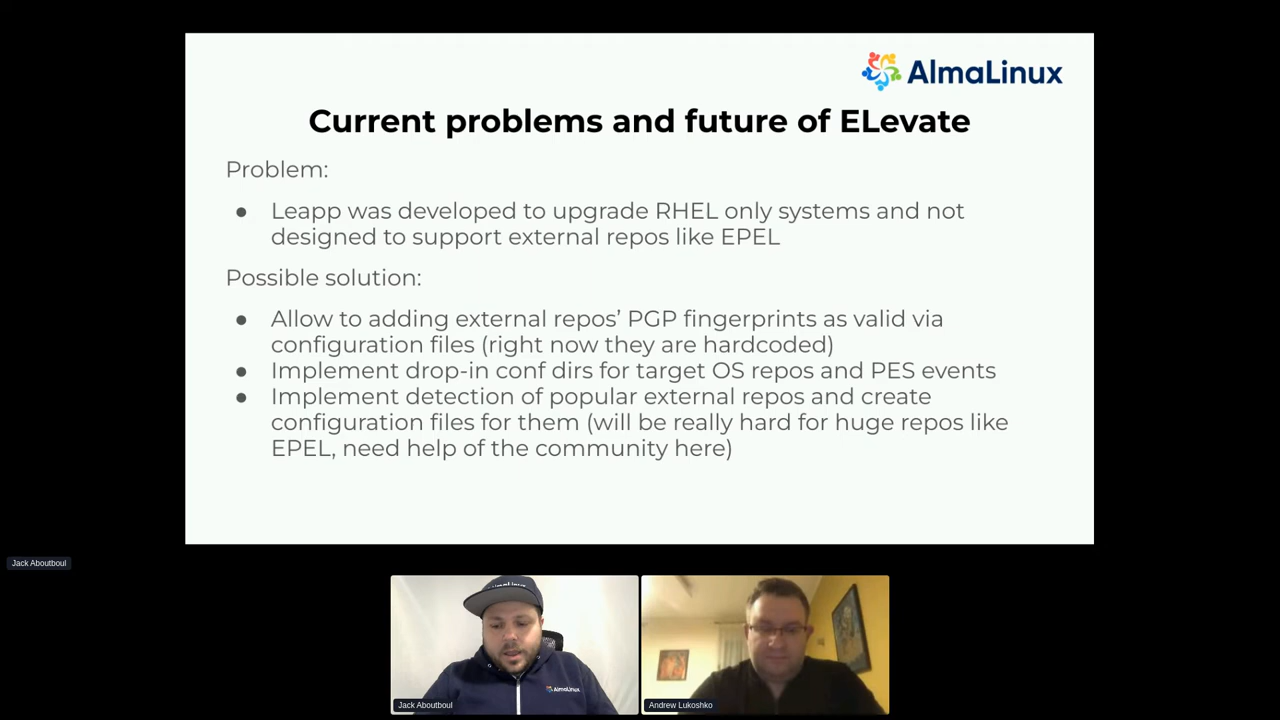 AlmaLinux
Current problems and future of ELevate
Problem:
● Leapp was developed to upgrade RHEL only systems and not
designed to support external repos like EPEL
Possible solution:
● Allow to adding external repos’ PGP fingerprints as valid via
configuration files (right now they are hardcoded)
● Implement drop-in conf dirs for target OS repos and PES events
● Implement detection of popular external repos and create
configuration files for them (will be really hard for huge repos like
EPEL, need help of the community here)
Jack Aboutboul
AlmaLinux
AlmaLinux
Jack Aboutboul
Andrew Lukoshko